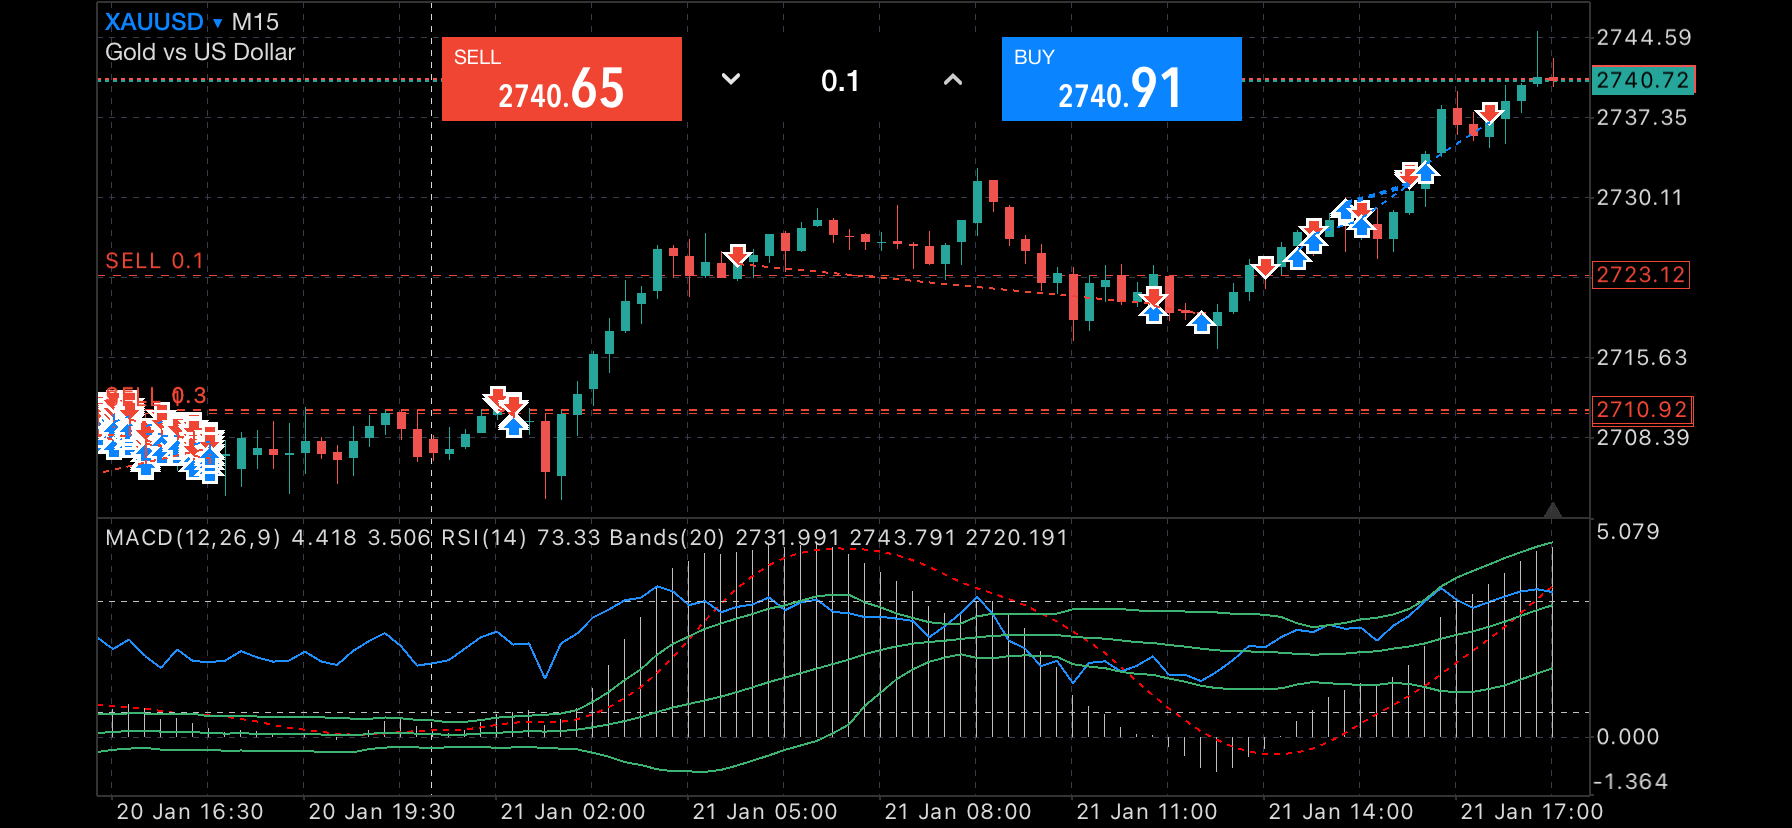 XAUUSD ▾ M15
Gold vs US Dollar
SELL
2740.65
0.1
BUY
2740.91
2744.59
2740.72
2737.35
2730.11
SELL 0.1
2723.12
2715.63
SELL 0.3
2710.92
2708.39
MACD(12,26,9) 4.418 3.506 RSI(14) 73.33 Bands(20) 2731.991 2743.791 2720.191
5.079
0.000
-1.364
20 Jan 16:30 20 Jan 19:30 21 Jan 02:00 21 Jan 05:00 21 Jan 08:00 21 Jan 11:00 21 Jan 14:00 21 Jan 17:00